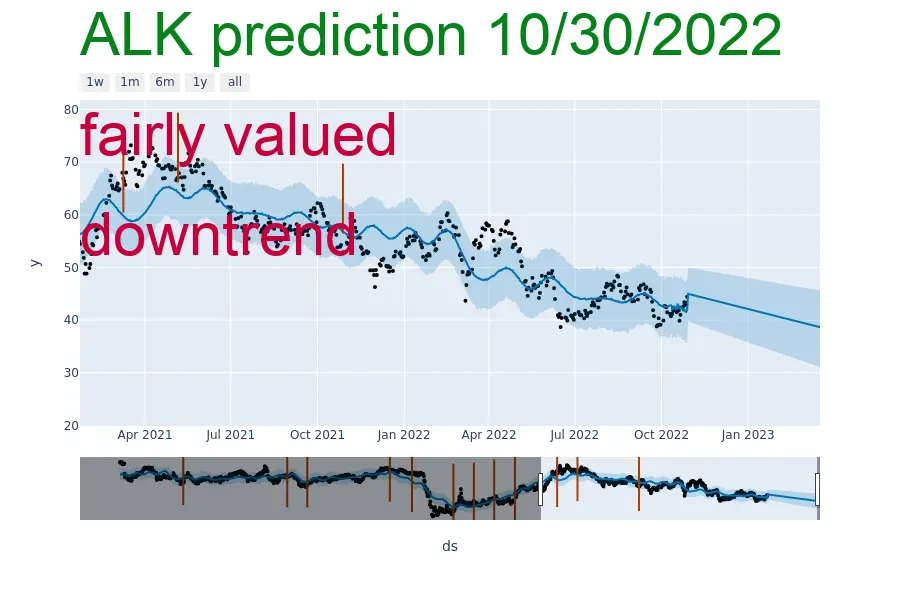 ALK prediction 10/30/2022
1w 1m 6m 1y all
80
fairly valued
70
60
downtrend
50
y
40
30
20
Apr 2021 Jul 2021 Oct 2021 Jan 2022 Apr 2022 Jul 2022 Oct 2022 Jan 2023
ds